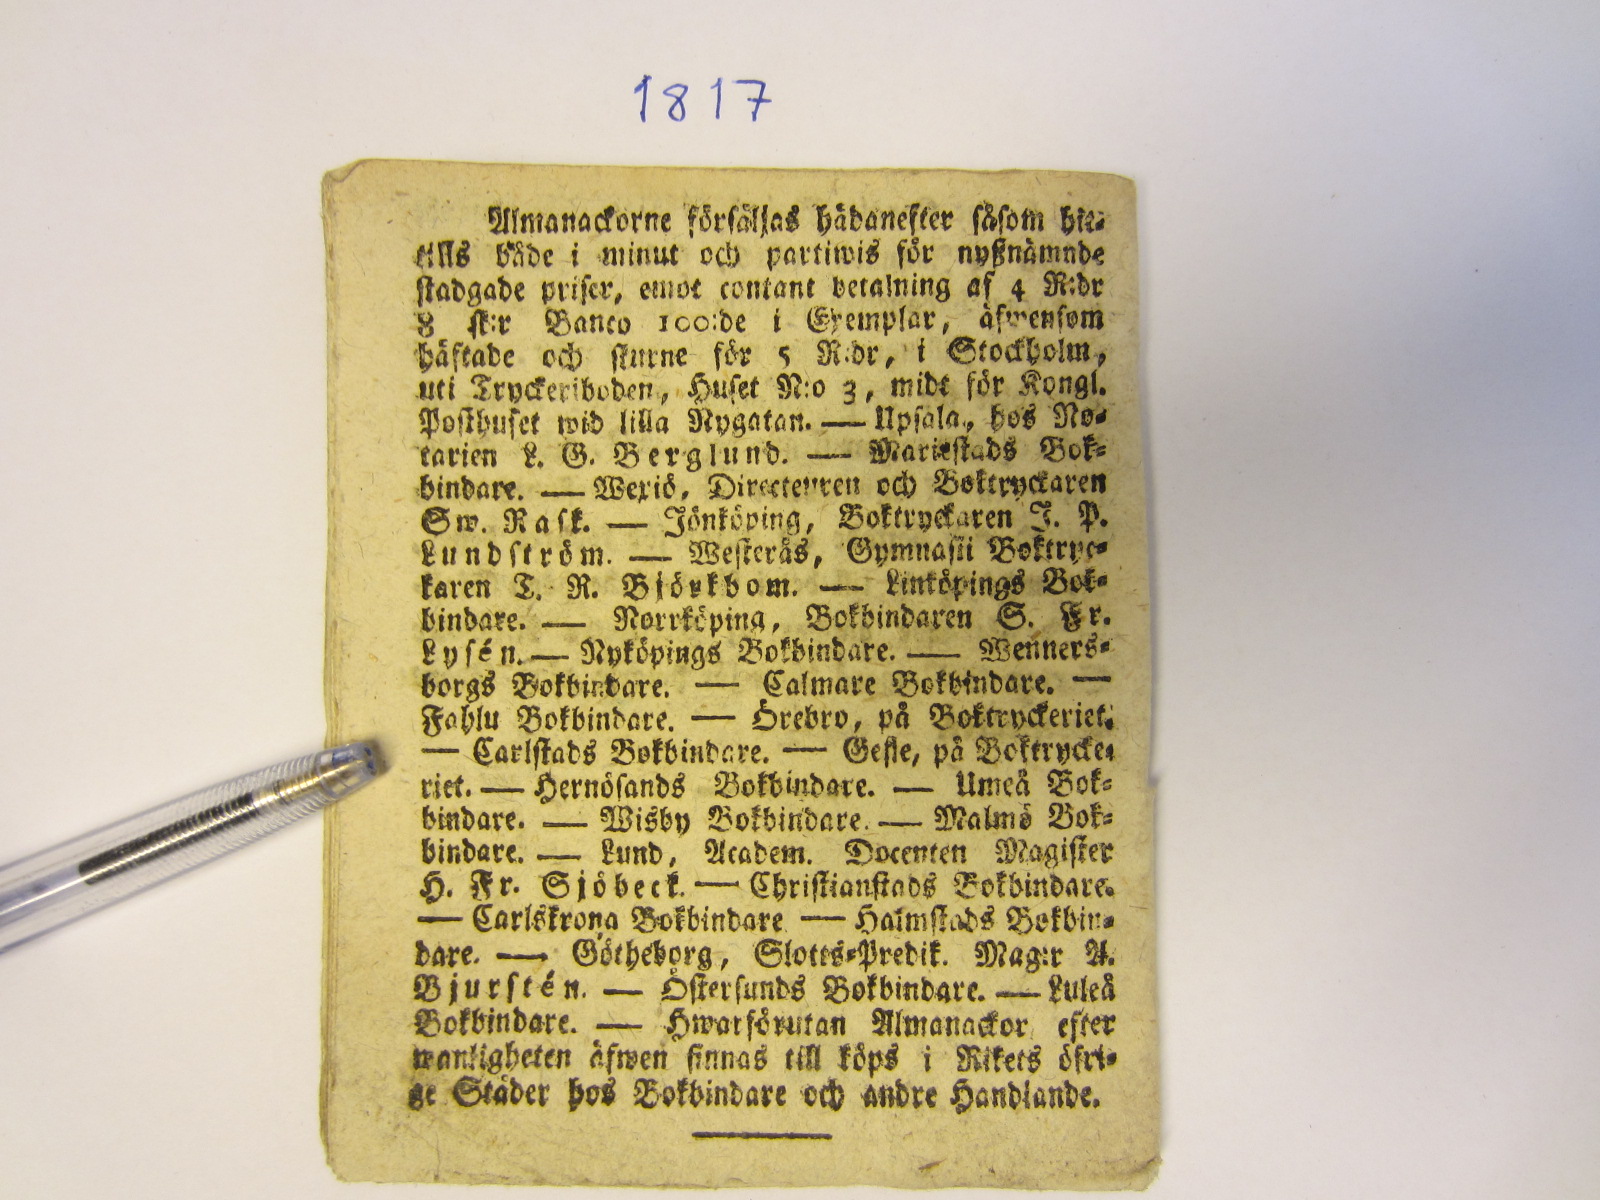 1817
Almanackorne försäljas hädanefter såsom hit-
tills både i minut och partiwis för nyßnämnde
stadgade priser, emot contant betalning af 4 R:dr
8 sk:r Banco 100:de i Exemplar, äfwensom
häftade och skurne för 5 R:dr, i Stockholm,
uti Tryckeriboden, Huset N:o 3, midt för Kongl.
Posthuset wid lilla Nygatan. — Upsala, hos No-
tarien L. G. Berglund. — Mariestads Bok-
bindare. — Wexiö, Directeuren och Boktryckaren
Sw. Rask. — Jönköping, Boktryckaren J. P.
Lundström. — Westerås, Gymnasii Boktryc-
karen T. R. Björkbom. — Linköpings Bok-
bindare. — Norrköping, Bokbindaren S. Fr.
Lysén. — Nyköpings Bokbindare. — Wenners-
borgs Bokbindare. — Calmare Bokbindare. —
Fahlu Bokbindare. — Örebro, på Boktryckeriet.
— Carlstads Bokbindare. — Gefle, på Boktrycke-
riet. — Hernösands Bokbindare. — Umeå Bok-
bindare. — Wisby Bokbindare. — Malmö Bok-
bindare. — Lund, Academ. Docenten Magister
H. Fr. Sjöbeck. — Christianstads Bokbindare.
— Carlskrona Bokbindare — Halmstads Bokbin-
dare. — Götheborg, Slotts-Predik. Mag:r A.
Bjurstén. — Östersunds Bokbindare. — Luleå
Bokbindare. — Hwarförutan Almanackor efter
wanligheten äfwen finnas till köps i Rikets öfri-
ge Städer hos Bokbindare och andre Handlande.